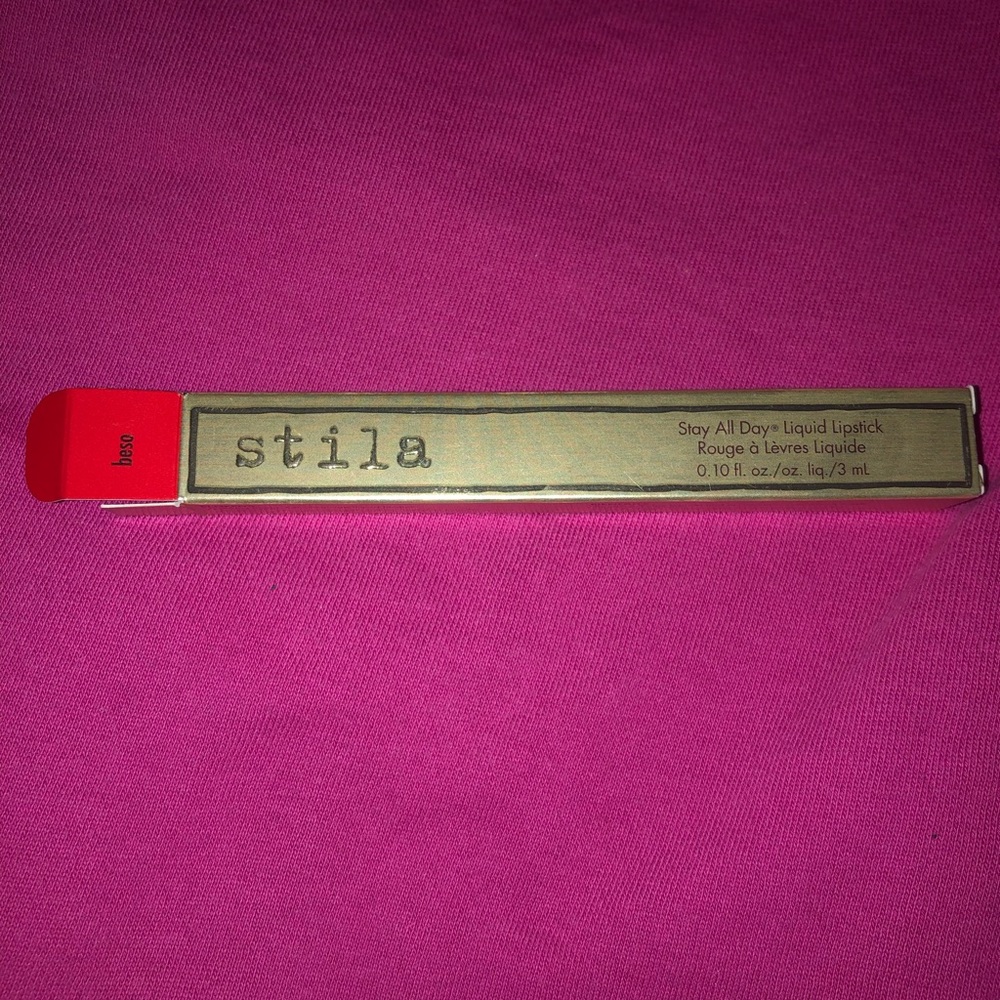 beso
stila
Stay All Day® Liquid Lipstick
Rouge à Lèvres Liquide
0.10 fl. oz./oz. liq./3 mL